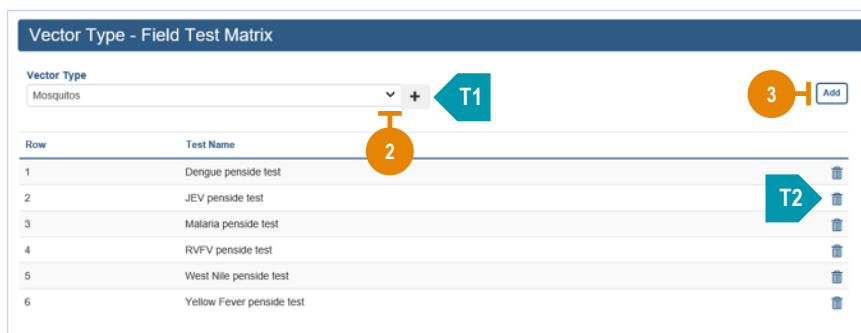 Vector Type - Field Test Matrix
Vector Type
Mosquitos + T1 3 Add
2
Row Test Name
1 Dengue penside test
2 JEV penside test T2
3 Malaria penside test
4 RVFV penside test
5 West Nile penside test
6 Yellow Fever penside test